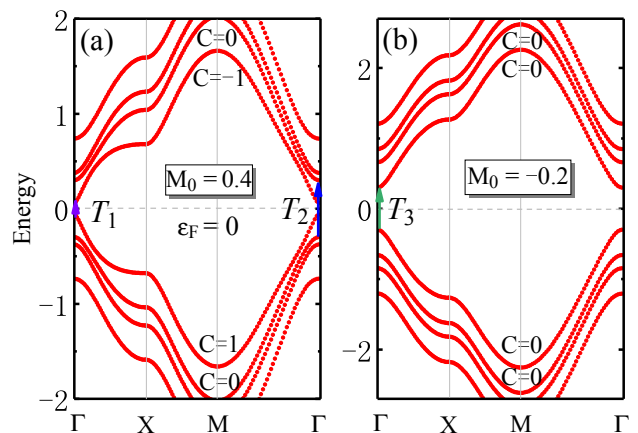 (a)
(b)
Energy
2
1
0
−1
−2
C=0
C=−1
M₀ = 0.4
T₁
T₂
ε_F = 0
C=1
C=0
Γ
X
M
Γ
2
0
−2
C=0
C=0
M₀ = −0.2
T₃
C=0
C=0
Γ
X
M
Γ